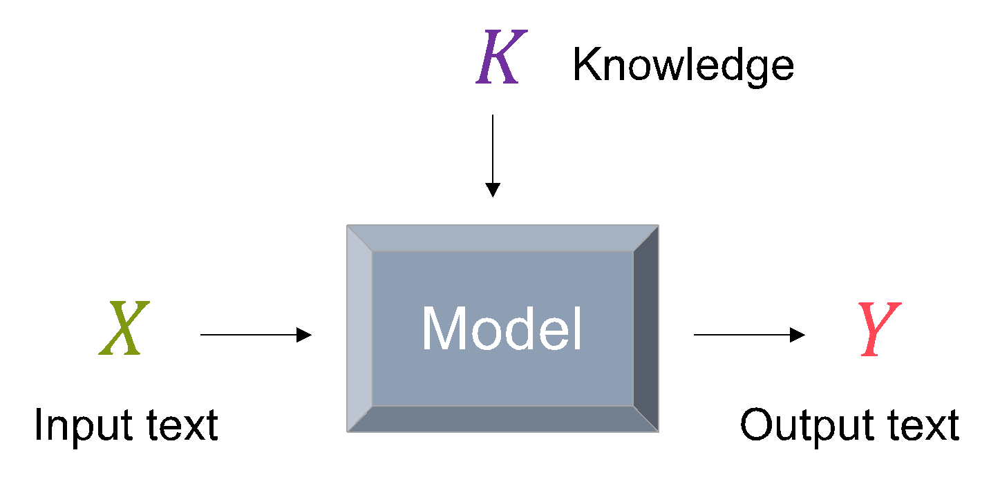 K Knowledge
Model
X
Y
Input text
Output text